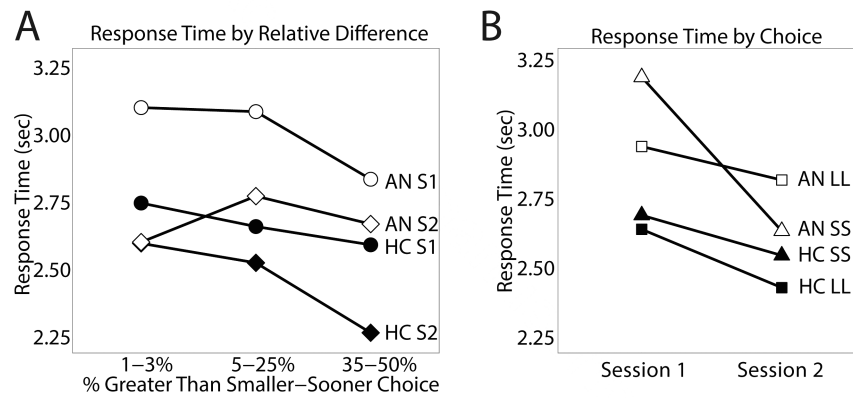 A
Response Time by Relative Difference
Response Time (sec)
3.25
3.00
2.75
2.50
2.25
AN S1
AN S2
HC S1
HC S2
1–3%
5–25%
35–50%
% Greater Than Smaller–Sooner Choice
B
Response Time by Choice
Response Time (sec)
3.25
3.00
2.75
2.50
2.25
AN LL
AN SS
HC SS
HC LL
Session 1
Session 2